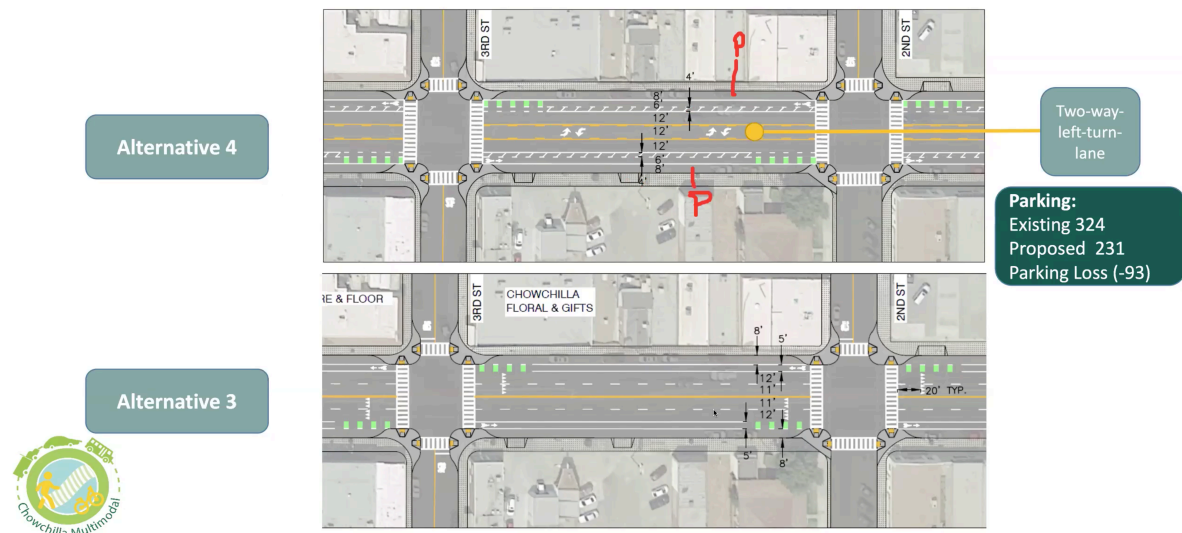 Alternative 4
3RD ST
2ND ST
P
4'
8'
6'
12'
12'
12'
6'
8'
4'
P
Two-way-
left-turn-
lane
Parking:
Existing 324
Proposed 231
Parking Loss (-93)
Alternative 3
RE & FLOOR
3RD ST
CHOWCHILLA
FLORAL & GIFTS
2ND ST
8'
5'
12'
11'
11'
12'
20' TYP.
5'
8'
Chowchilla Multimodal